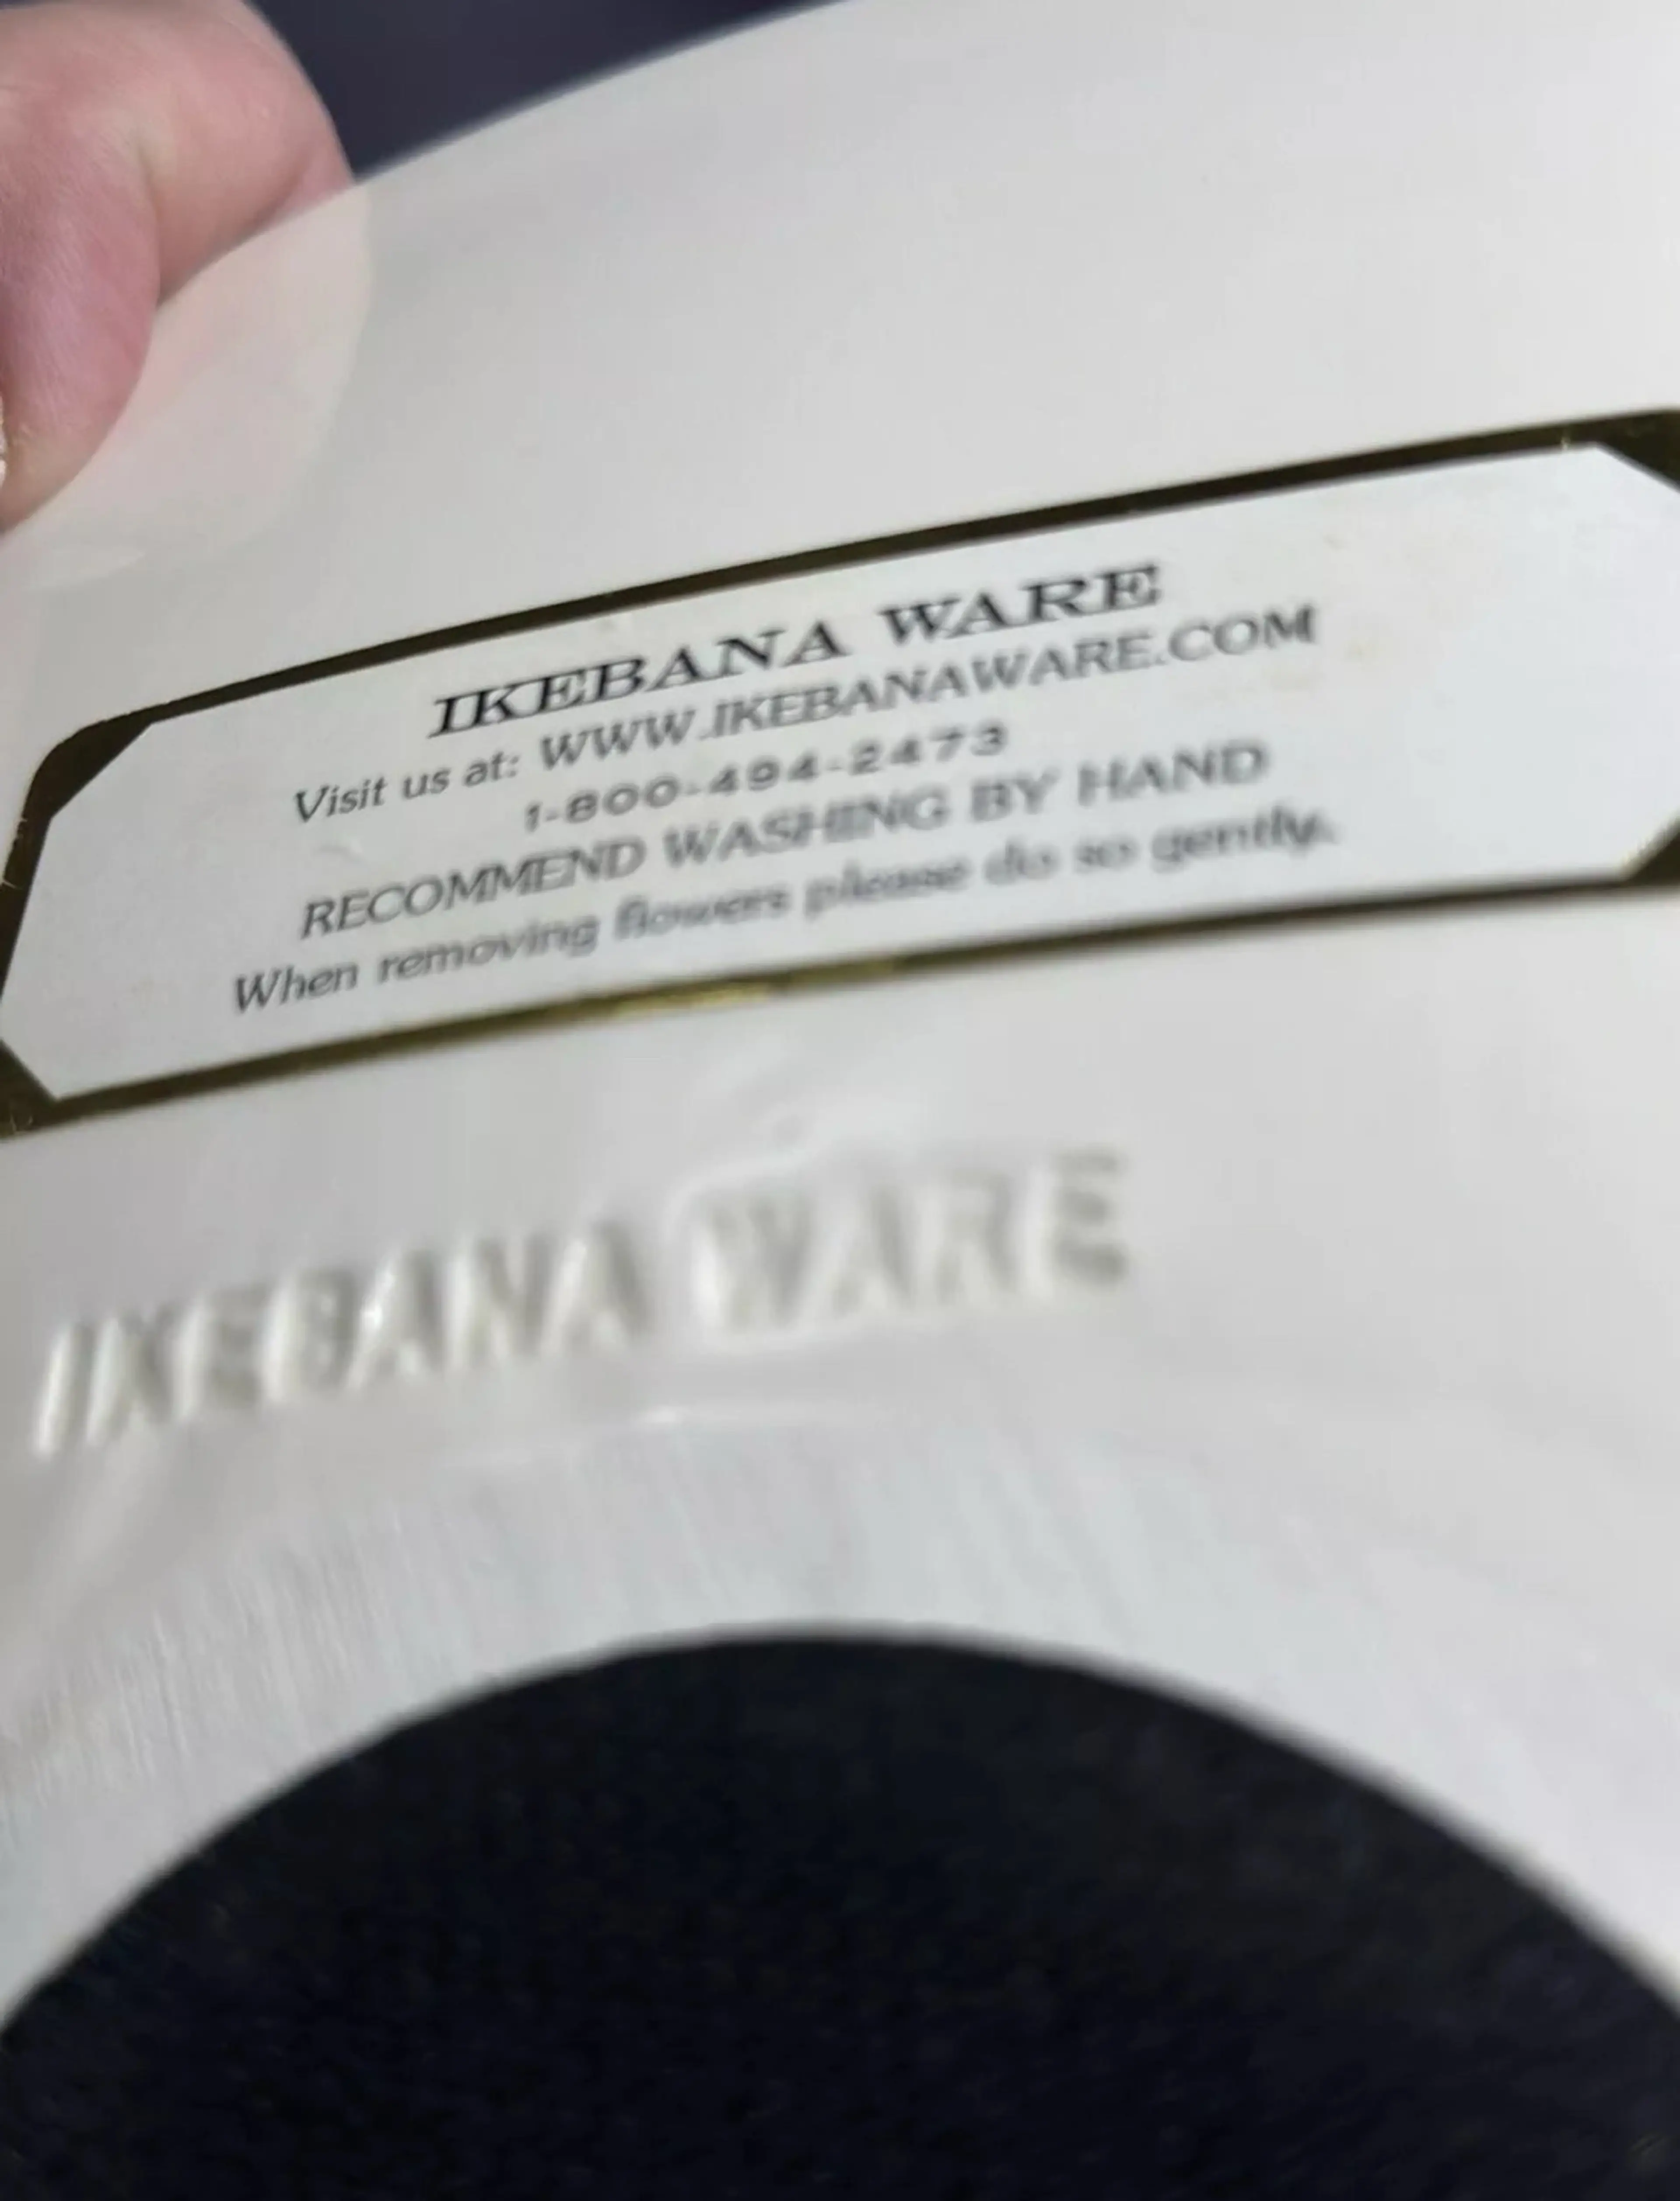 IKEBANA WARE
Visit us at: WWW.IKEBANAWARE.COM
1-800-494-2473
RECOMMEND WASHING BY HAND
When removing flowers please do so gently.
IKEBANA WARE